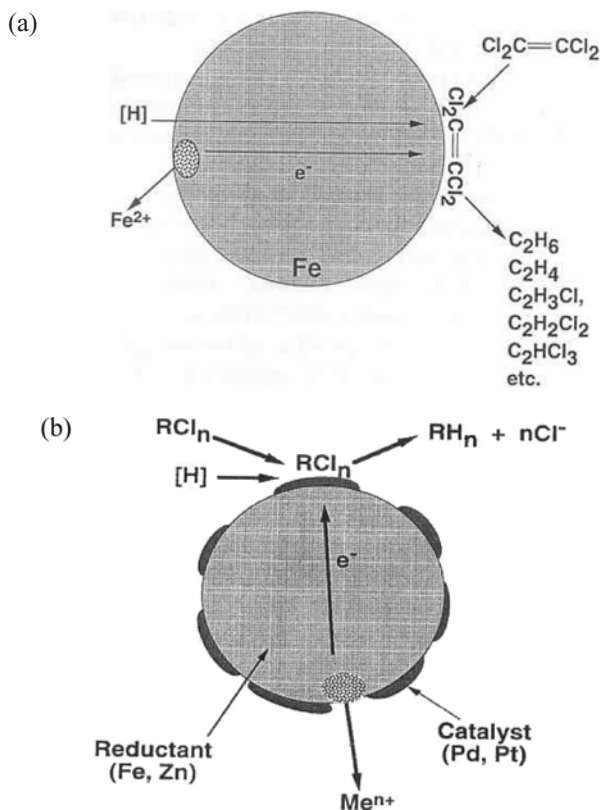 (a)
Cl₂C═CCl₂
[H]
Cl₂C═CCl₂
e⁻
Fe²⁺
Fe
C₂H₆
C₂H₄
C₂H₃Cl,
C₂H₂Cl₂
C₂HCl₃
etc.
(b)
RClₙ
RHₙ + nCl⁻
[H]
RClₙ
e⁻
Reductant
(Fe, Zn)
Catalyst
(Pd, Pt)
Meⁿ⁺